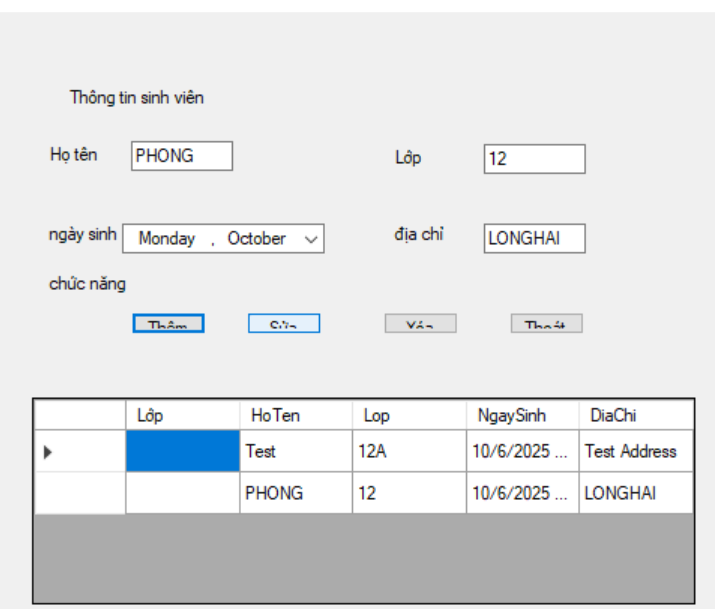 Thông tin sinh viên
Họ tên PHONG Lớp 12
ngày sinh Monday , October địa chỉ LONGHAI
chức năng
Thêm Sửa Xóa Thoát
Lớp HoTen Lop NgaySinh DiaChi
Test 12A 10/6/2025 ... Test Address
PHONG 12 10/6/2025 ... LONGHAI